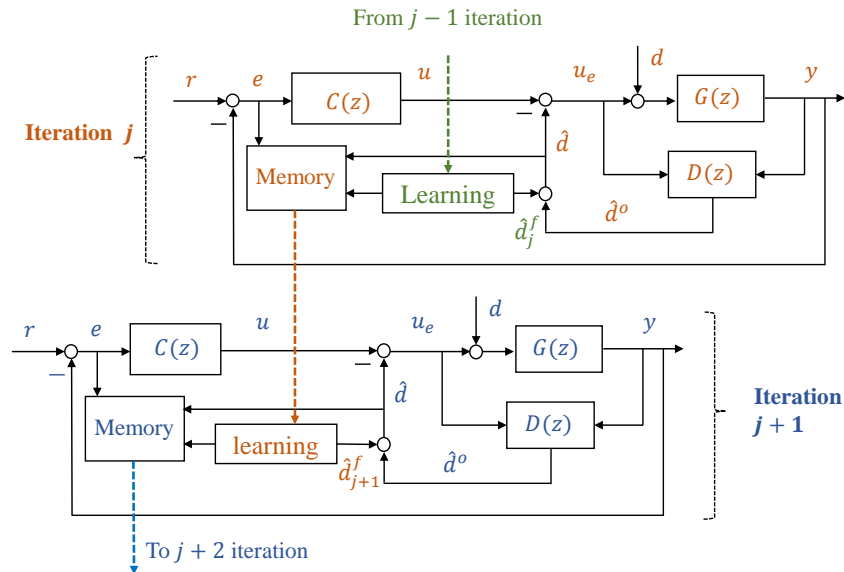 From j − 1 iteration
r e u u_e d y
C(z) G(z)
−
−
Iteration j
d̂
Memory
D(z)
Learning
d̂_j^f d̂^o
r e u u_e d y
C(z) G(z)
−
−
d̂
Iteration
j + 1
Memory
D(z)
learning
d̂_{j+1}^f d̂^o
To j + 2 iteration